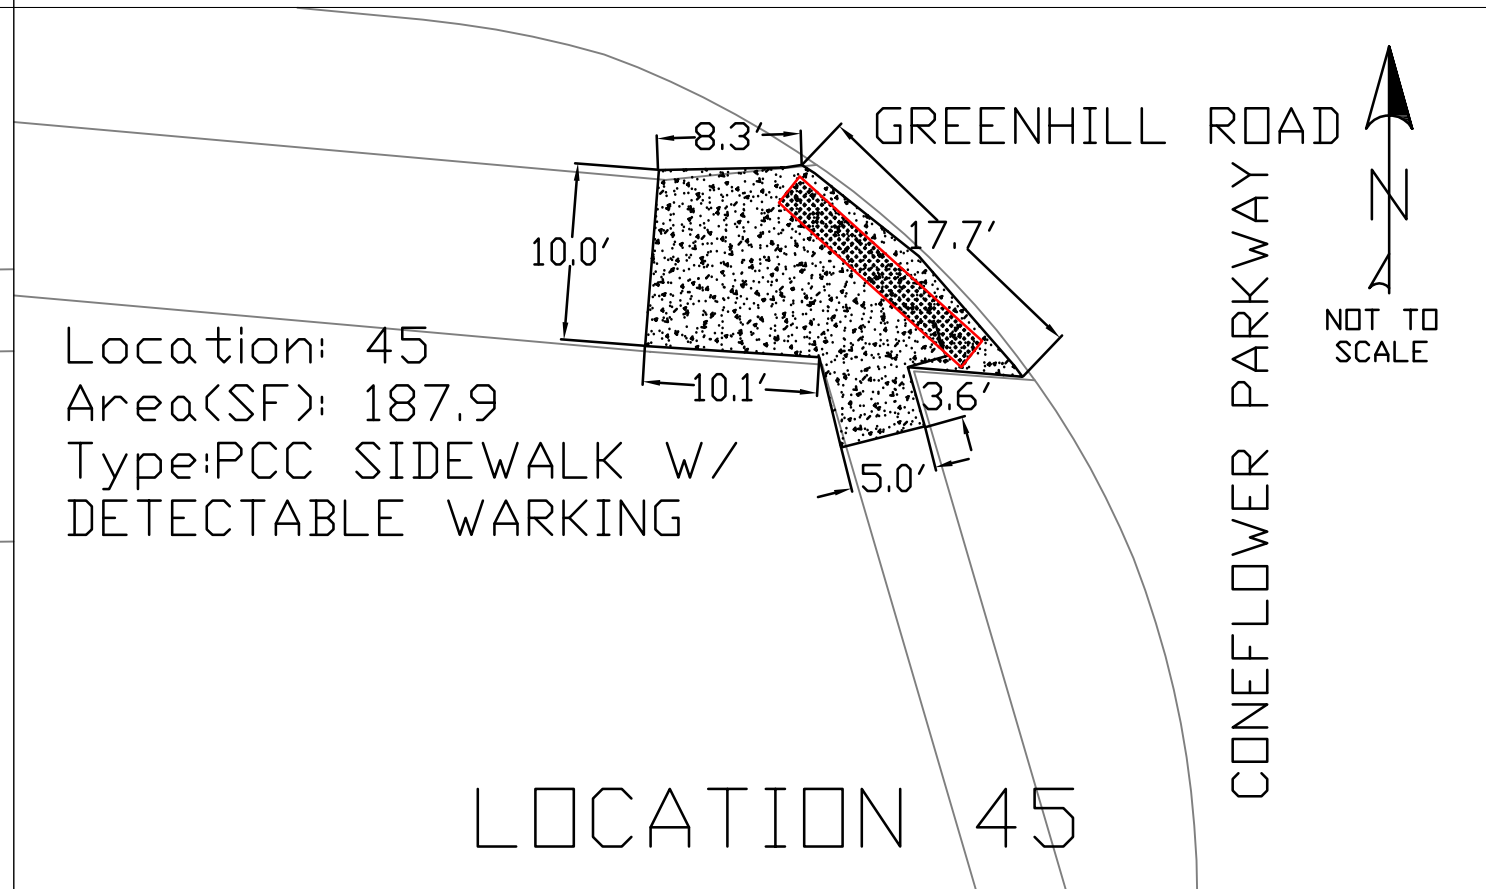 GREENHILL ROAD
CONEFLOWER PARKWAY
N
NOT TO
SCALE
8.3'
17.7'
10.0'
10.1'
3.6'
5.0'
Location: 45
Area(SF): 187.9
Type:PCC SIDEWALK W/
DETECTABLE WARKING
LOCATION 45